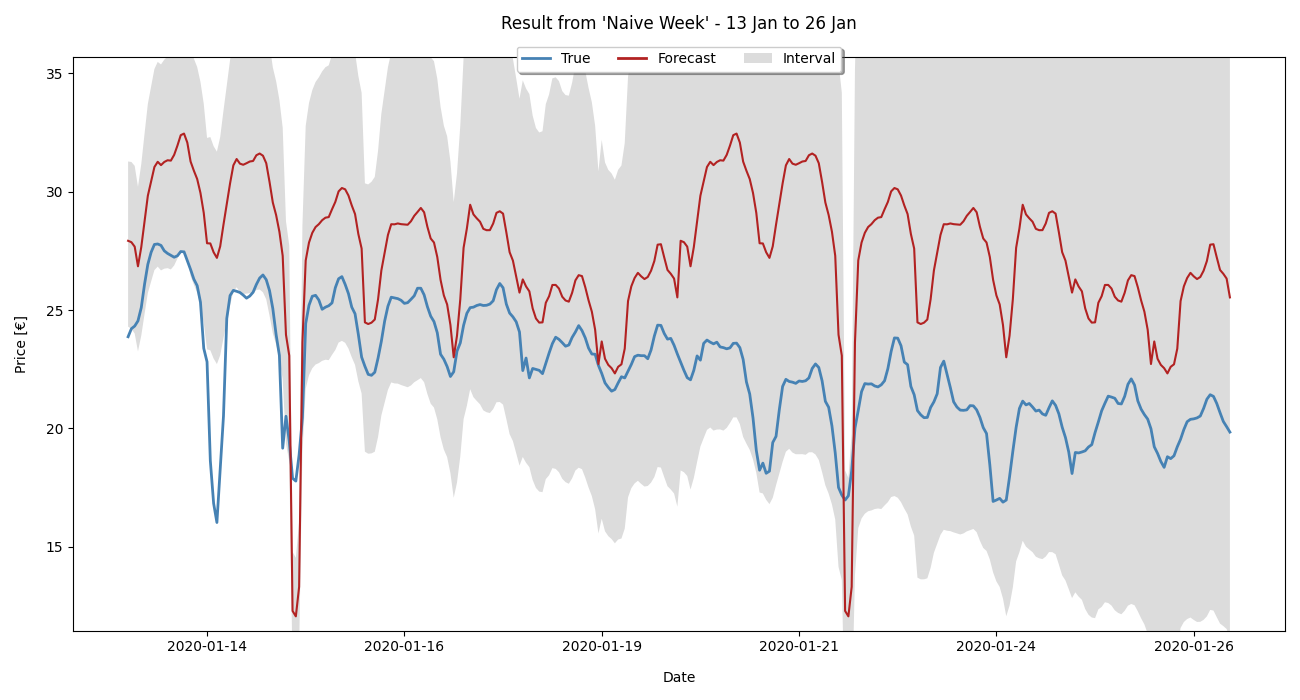 Result from 'Naive Week' - 13 Jan to 26 Jan
True
Forecast
Interval
Price [€]
35
30
25
20
15
2020-01-14
2020-01-16
2020-01-19
2020-01-21
2020-01-24
2020-01-26
Date